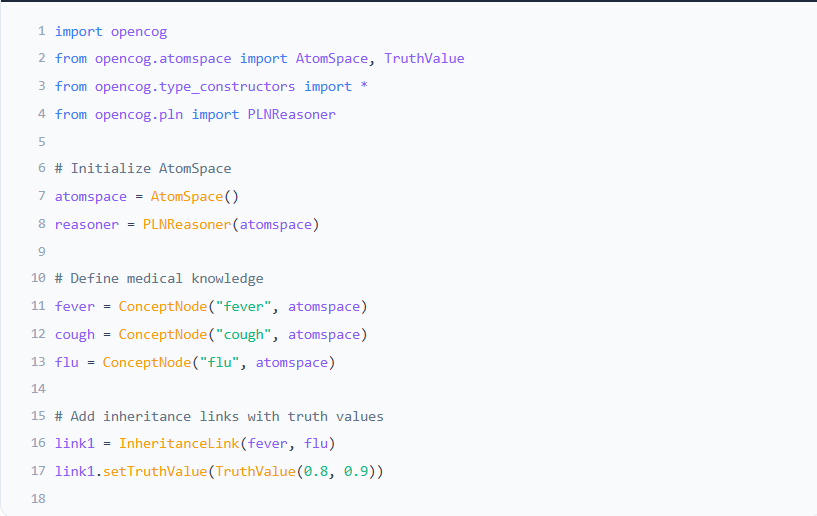 1 import opencog
2 from opencog.atomspace import AtomSpace, TruthValue
3 from opencog.type_constructors import *
4 from opencog.pln import PLNReasoner
5
6 # Initialize AtomSpace
7 atomspace = AtomSpace()
8 reasoner = PLNReasoner(atomspace)
9
10 # Define medical knowledge
11 fever = ConceptNode("fever", atomspace)
12 cough = ConceptNode("cough", atomspace)
13 flu = ConceptNode("flu", atomspace)
14
15 # Add inheritance links with truth values
16 link1 = InheritanceLink(fever, flu)
17 link1.setTruthValue(TruthValue(0.8, 0.9))
18